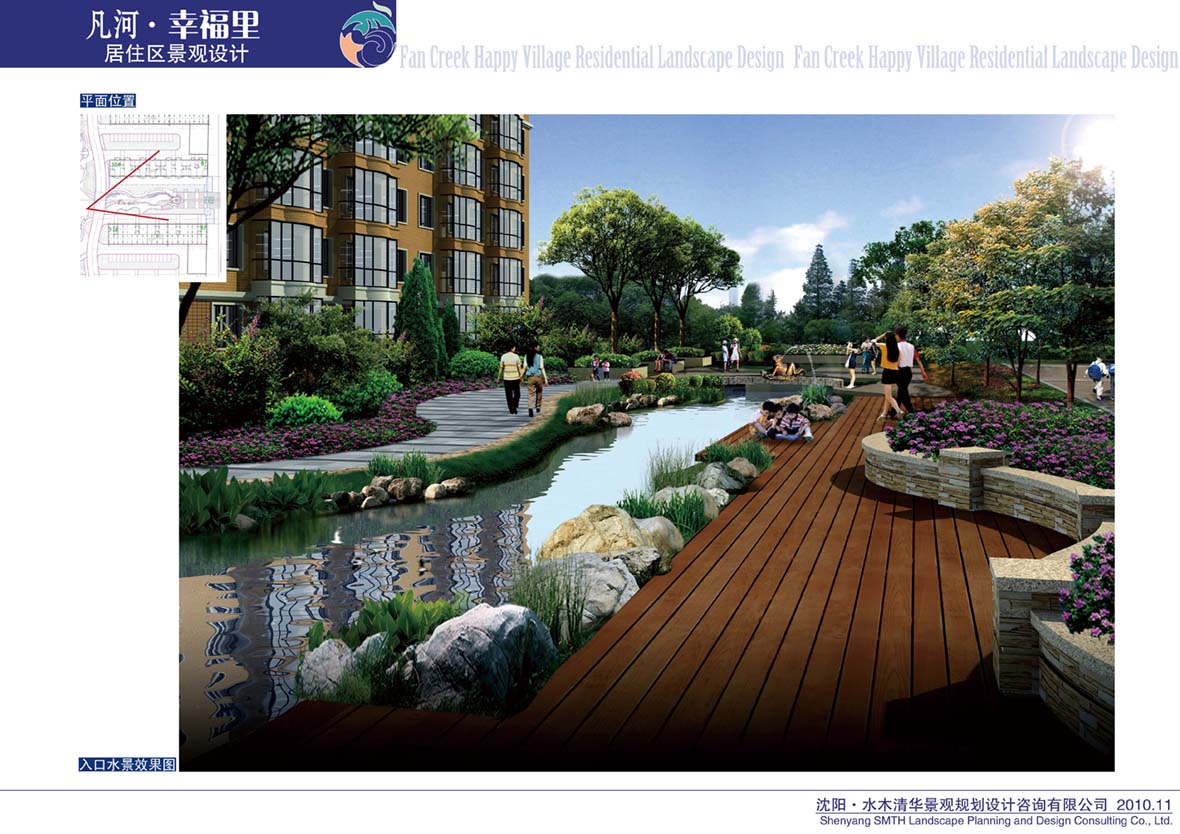 凡河·幸福里
居住区景观设计
Fan Creek Happy Village Residential Landscape Design Fan Creek Happy Village Residential Landscape Design
平面位置
入口水景效果图
沈阳·水木清华景观规划设计咨询有限公司 2010.11
Shenyang SMTH Landscape Planning and Design Consulting Co., Ltd.